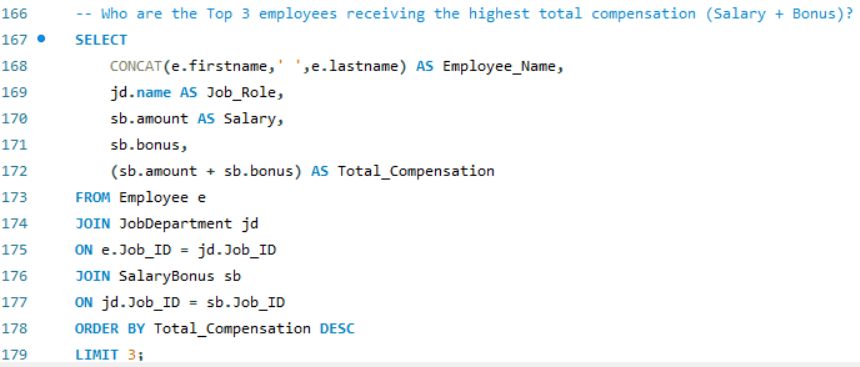 166 -- Who are the Top 3 employees receiving the highest total compensation (Salary + Bonus)?
167 SELECT
168 CONCAT(e.firstname,' ',e.lastname) AS Employee_Name,
169 jd.name AS Job_Role,
170 sb.amount AS Salary,
171 sb.bonus,
172 (sb.amount + sb.bonus) AS Total_Compensation
173 FROM Employee e
174 JOIN JobDepartment jd
175 ON e.Job_ID = jd.Job_ID
176 JOIN SalaryBonus sb
177 ON jd.Job_ID = sb.Job_ID
178 ORDER BY Total_Compensation DESC
179 LIMIT 3;